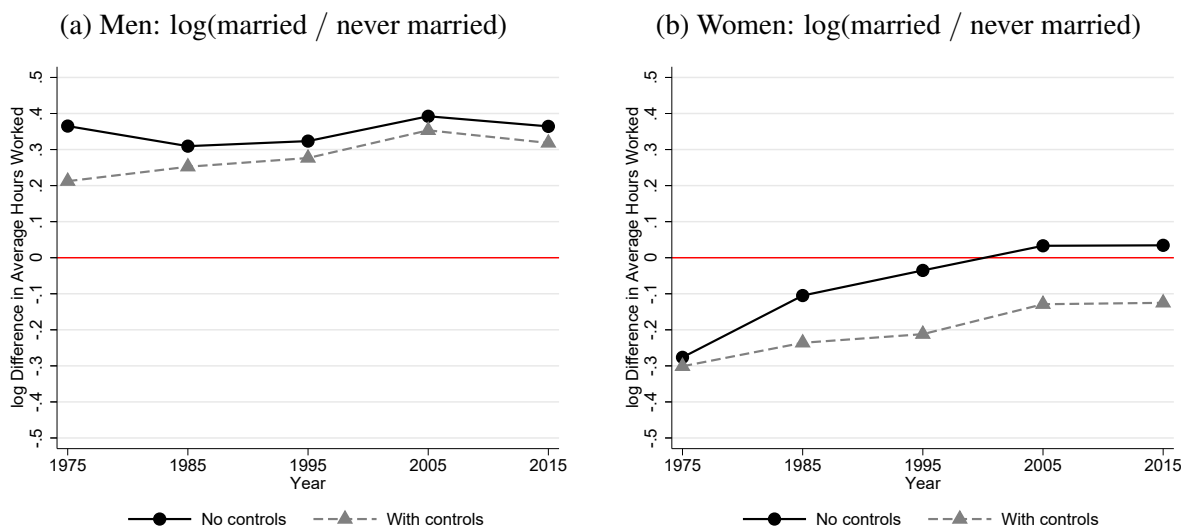 (a) Men: log(married / never married)
log Difference in Average Hours Worked
.5
.4
.3
.2
.1
0
-.1
-.2
-.3
-.4
-.5
1975 1985 1995 2005 2015
Year
No controls With controls
(b) Women: log(married / never married)
log Difference in Average Hours Worked
.5
.4
.3
.2
.1
0
-.1
-.2
-.3
-.4
-.5
1975 1985 1995 2005 2015
Year
No controls With controls